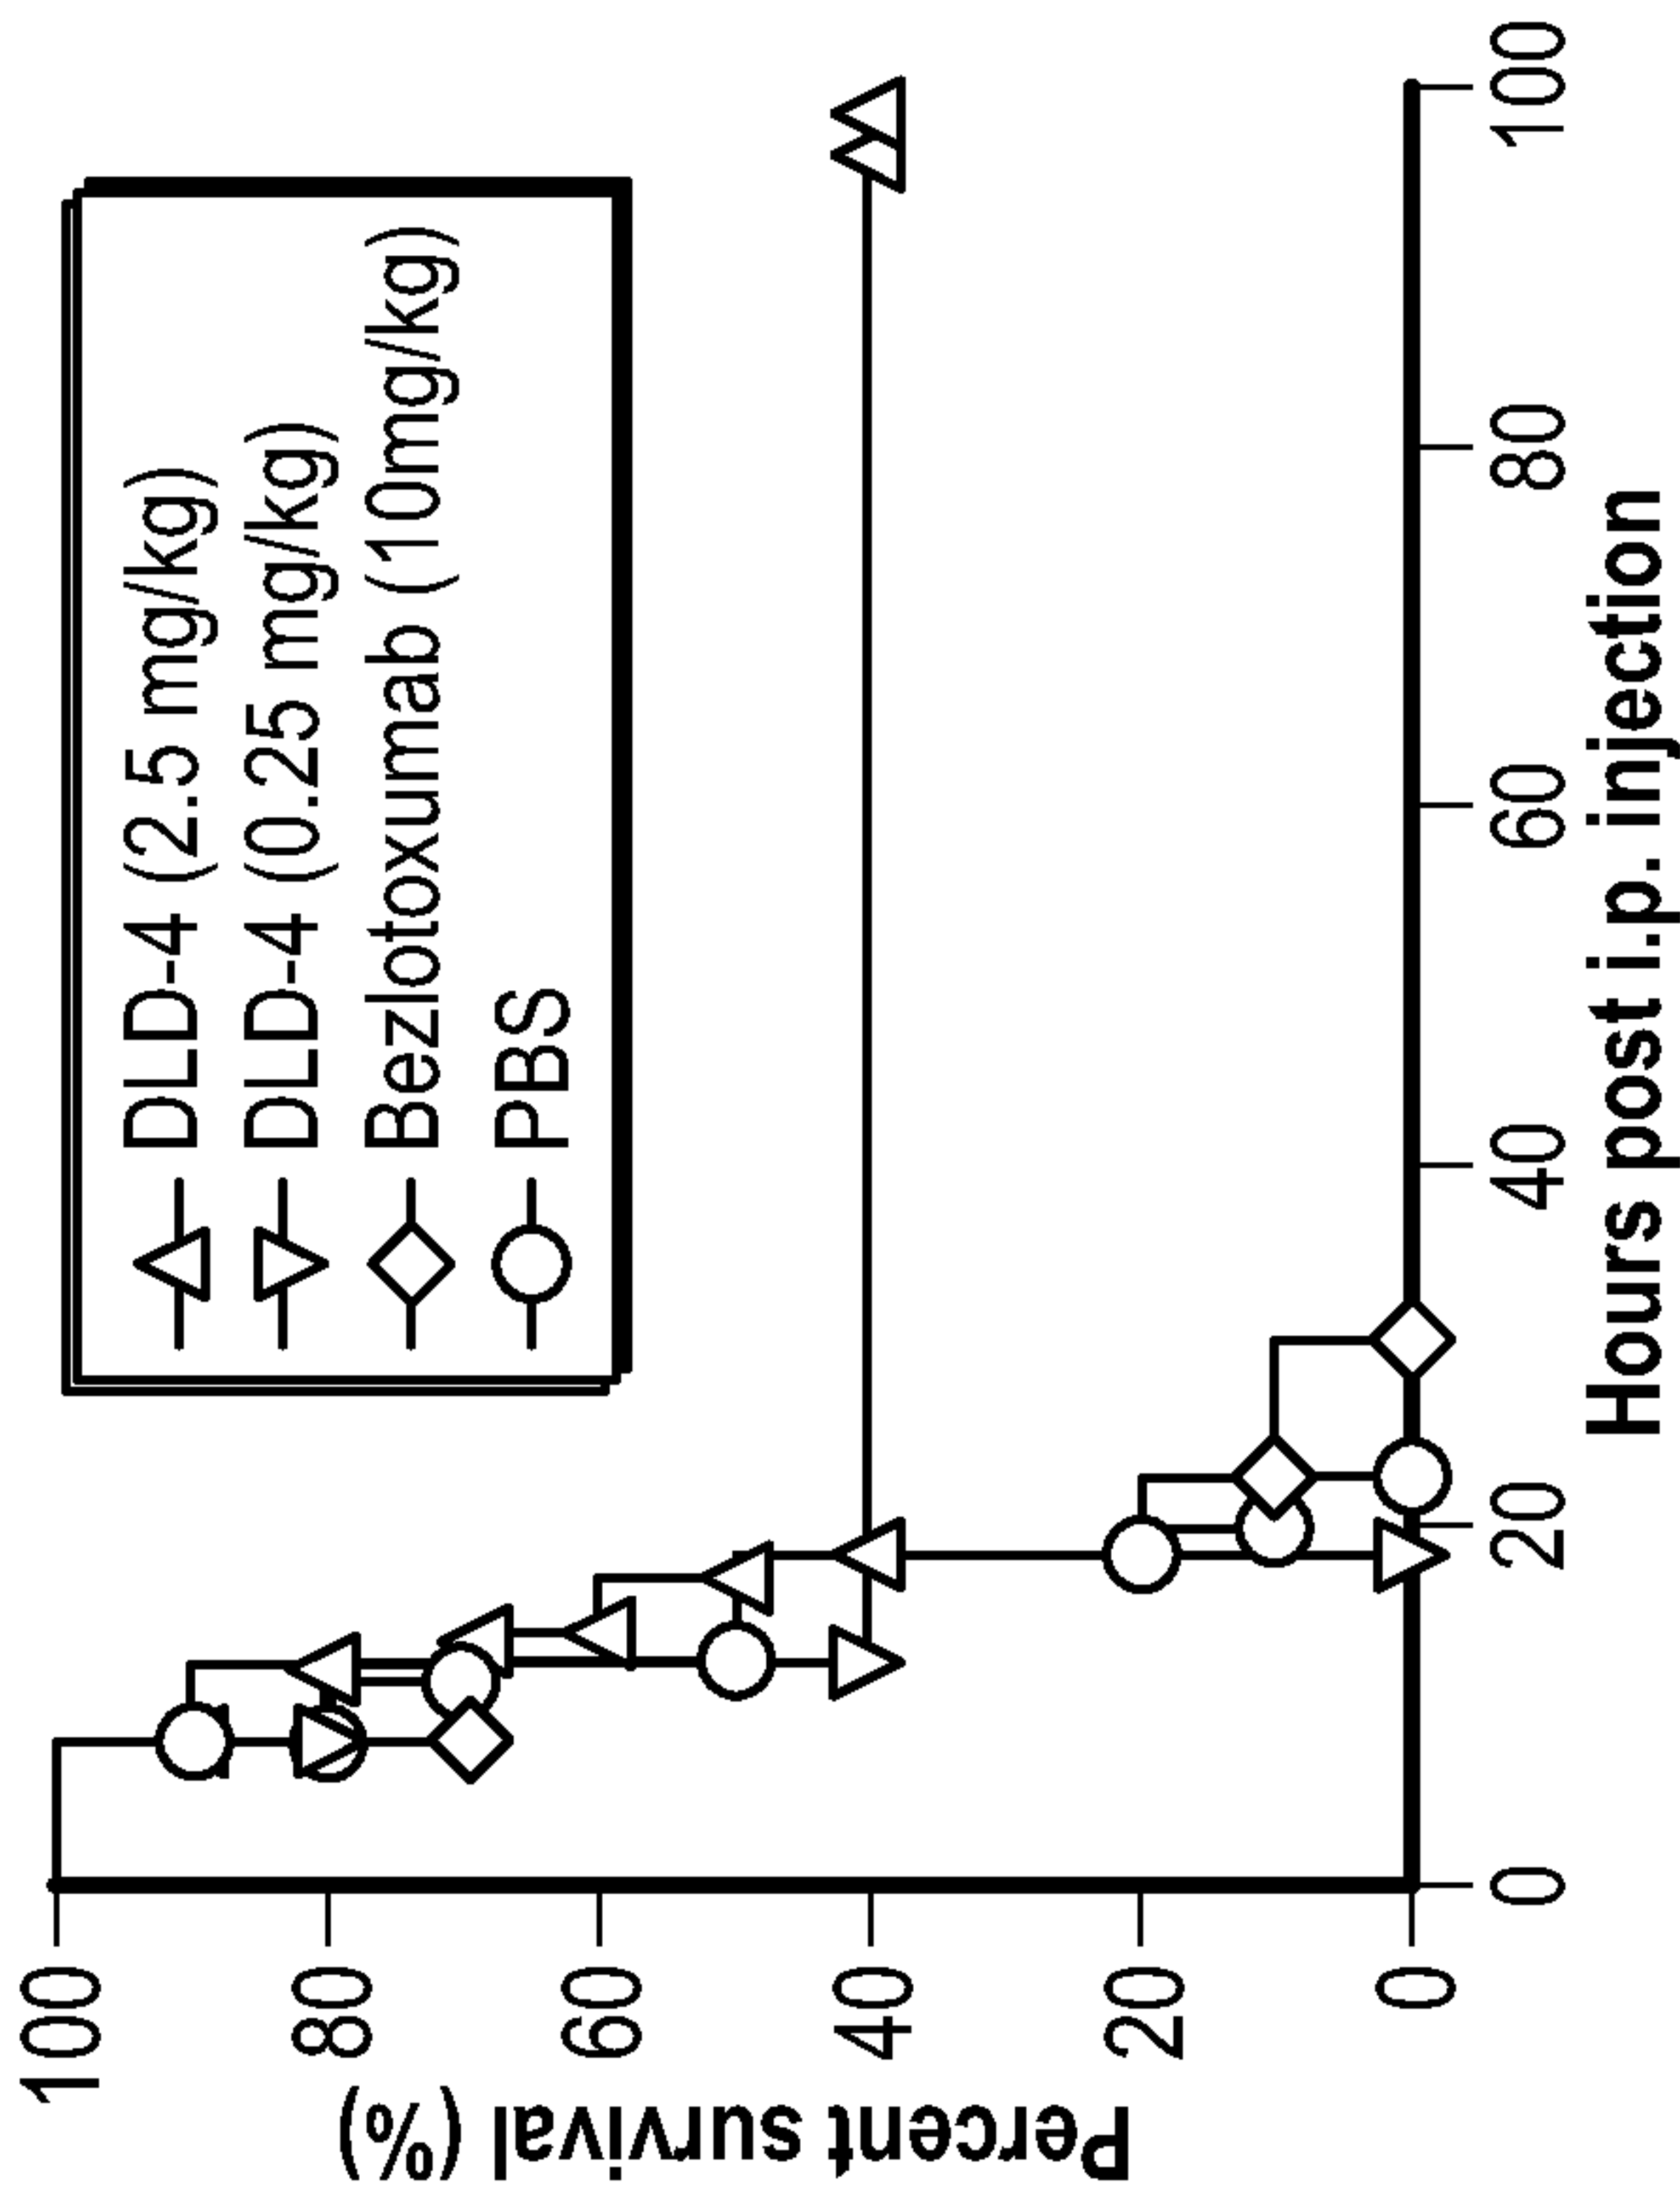 Percent survival (%)
100
80
60
40
20
0
DLD-4 (2.5 mg/kg)
DLD-4 (0.25 mg/kg)
Bezlotoxumab (10mg/kg)
PBS
0 20 40 60 80 100
Hours post i.p. injection